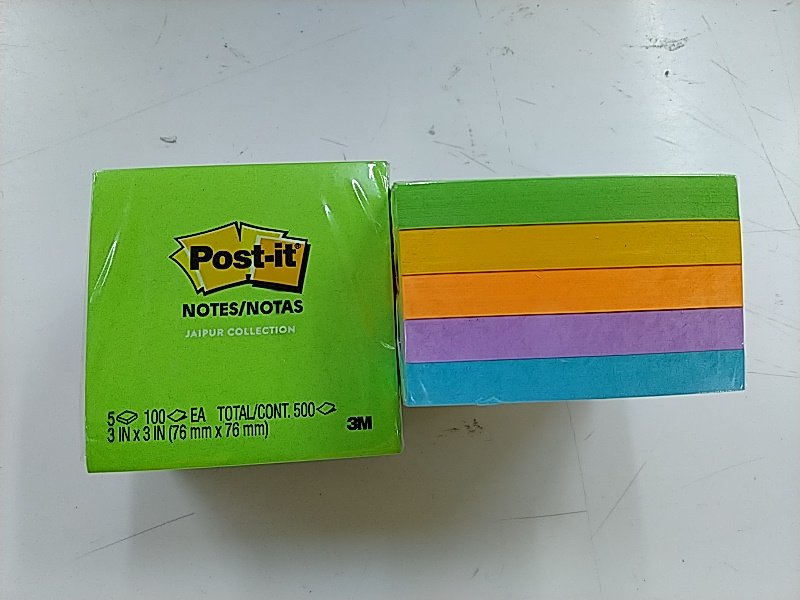 Post-it®
NOTES/NOTAS
JAIPUR COLLECTION
5 100 EA TOTAL/CONT. 500
3 IN x 3 IN (76 mm x 76 mm)
3M